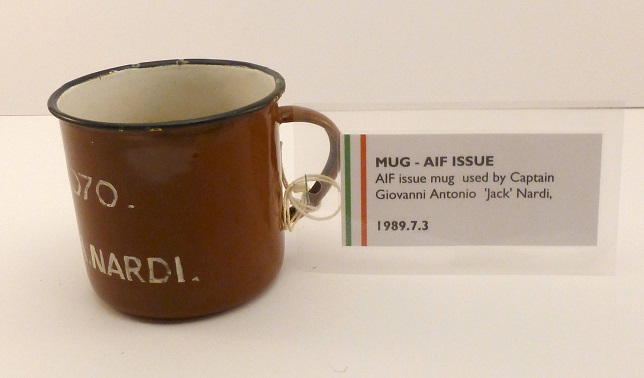 070.
.NARDI.
MUG - AIF ISSUE
AIF issue mug used by Captain
Giovanni Antonio 'Jack' Nardi,
1989.7.3